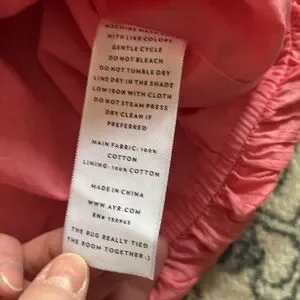 MACHINE WASH COLD
WITH LIKE COLORS
GENTLE CYCLE
DO NOT BLEACH
DO NOT TUMBLE DRY
LINE DRY IN THE SHADE
LOW IRON WITH CLOTH
DO NOT STEAM PRESS
DRY CLEAN IF
PREFERRED
MAIN FABRIC: 100%
COTTON
LINING: 100% COTTON
MADE IN CHINA
WWW.AYR.COM
RN# 150963
THE RUG REALLY TIED
THE ROOM TOGETHER :)